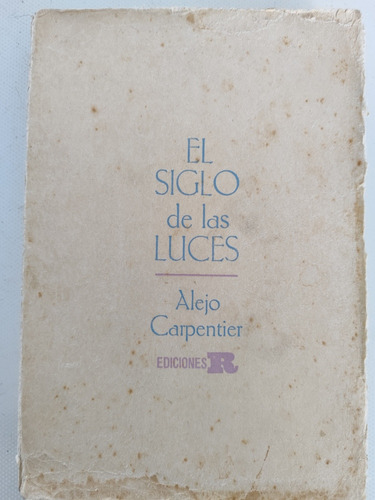 EL
SIGLO
de las
LUCES
Alejo
Carpentier
EDICIONES R